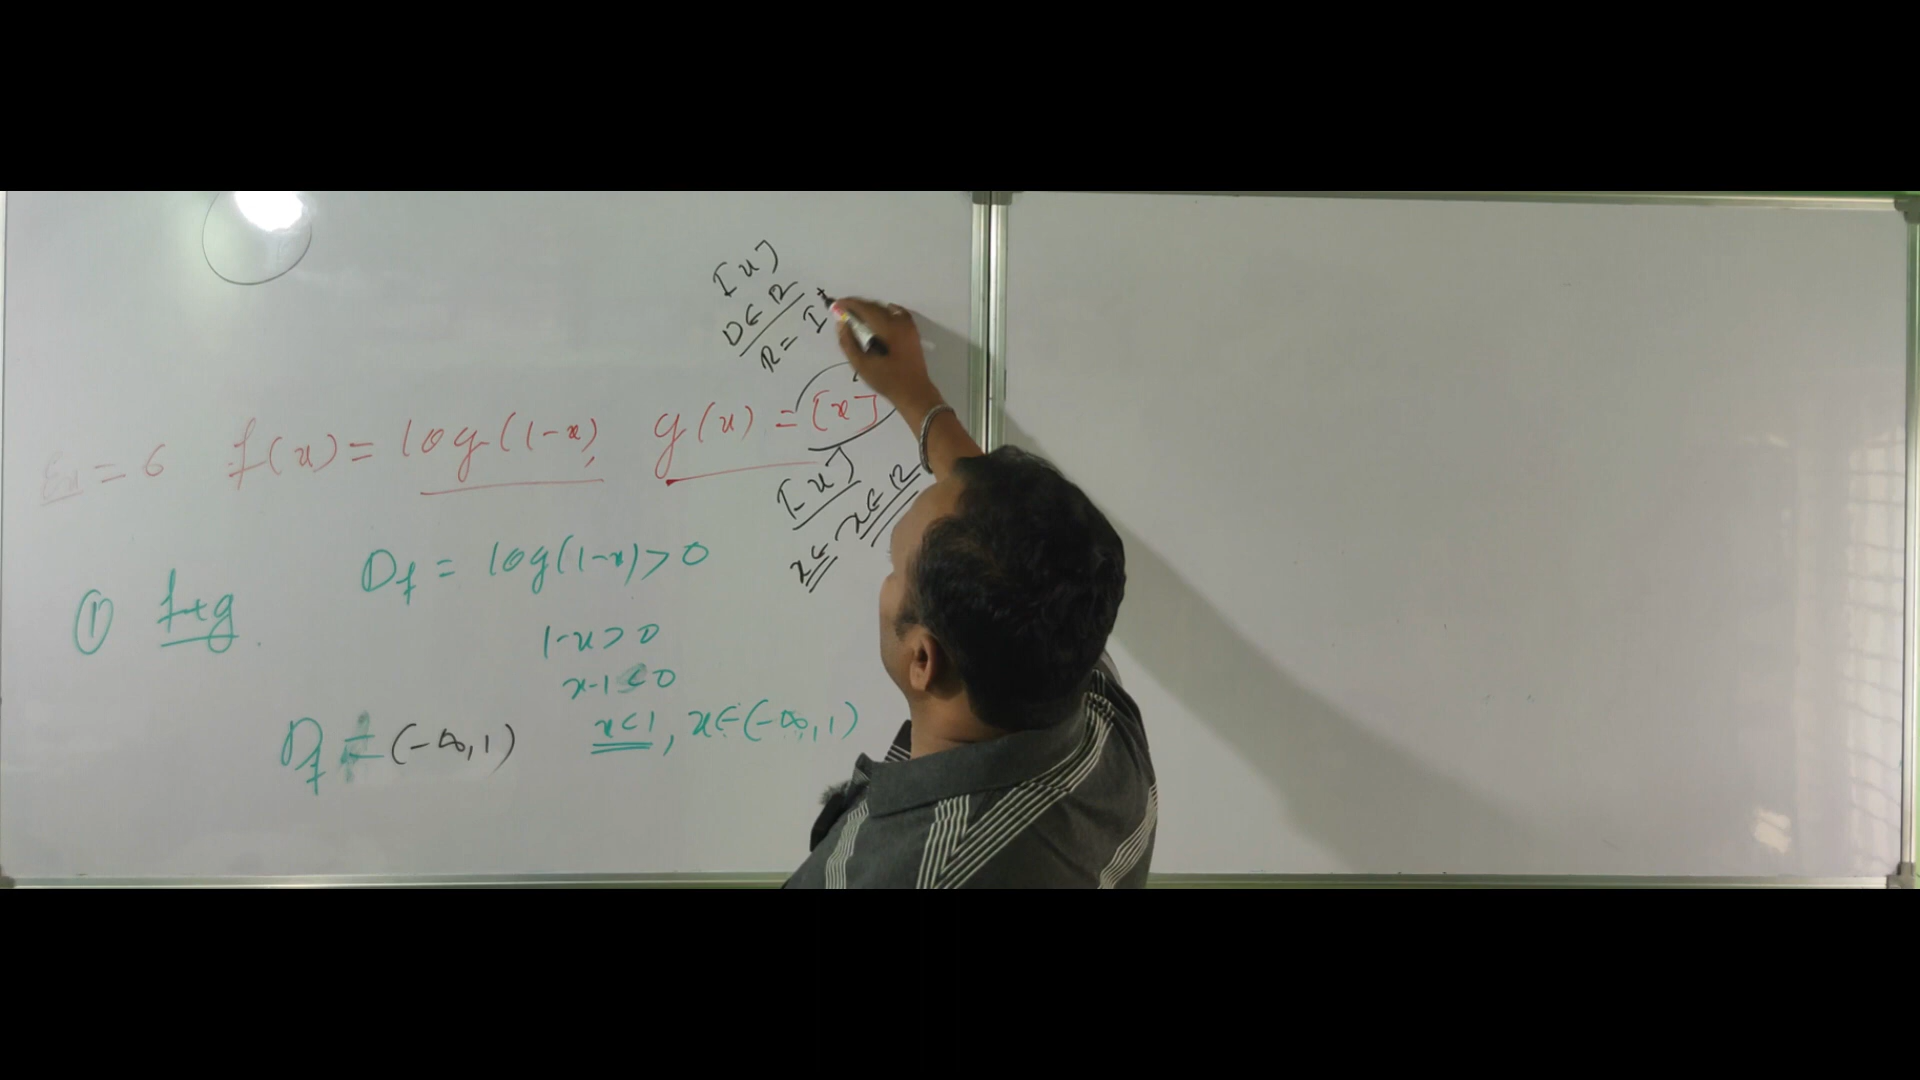 [x]
D ∈ R
R = I+
Ex = 6 f(x) = log(1-x), g(x) = [x]
[x]
x ∈ x ∈ R
① f+g
Df = log(1-x) > 0
1-x > 0
x-1 < 0
x < 1, x ∈ (-∞, 1)
Df = (-∞, 1)